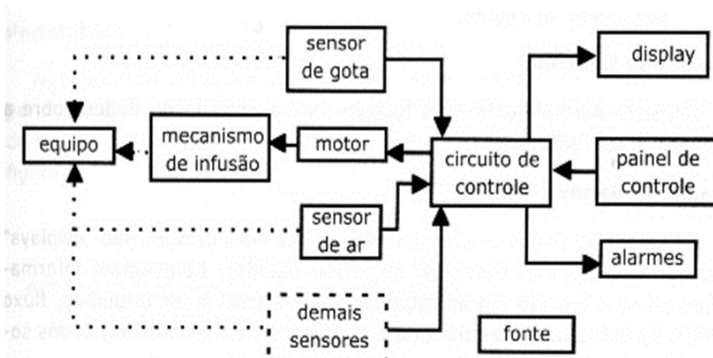 sensor
de gota
display
equipo
mecanismo
de infusão
motor
circuito de
controle
painel de
controle
sensor
de ar
alarmes
demais
sensores
fonte